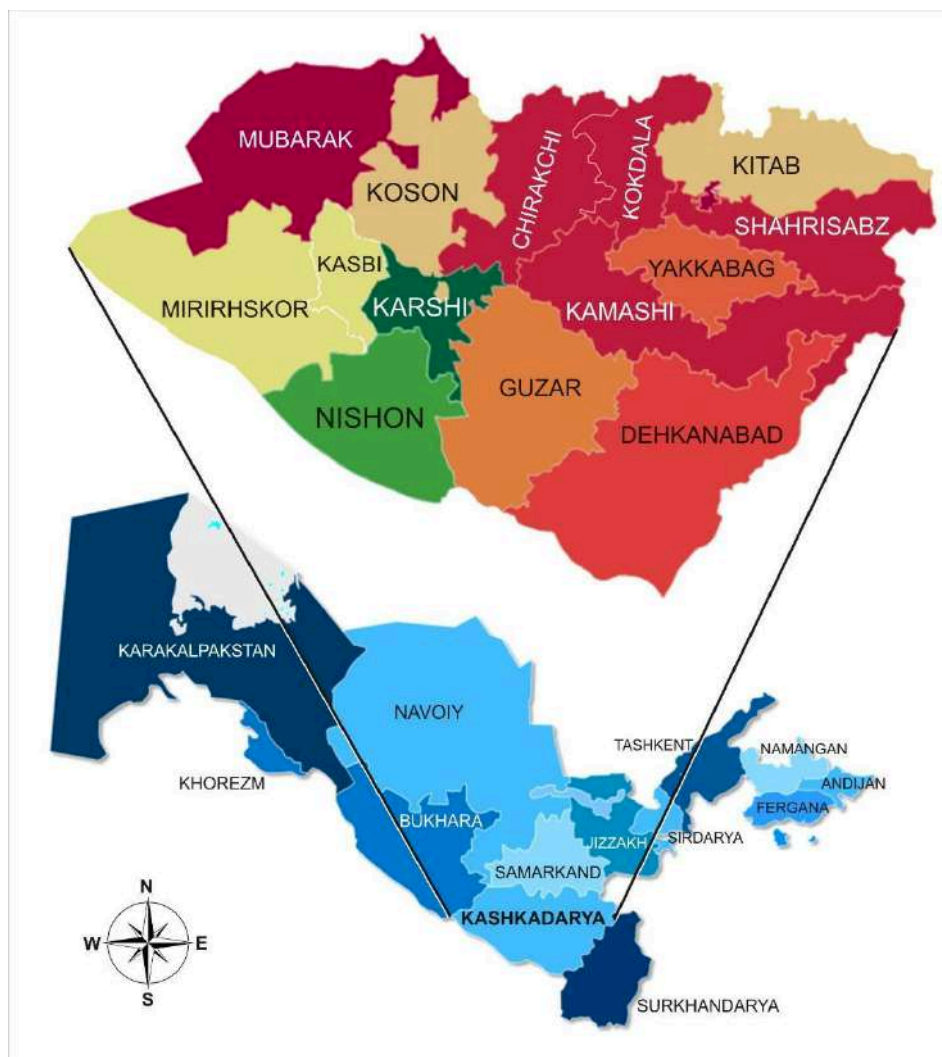 MUBARAK
KOSON
CHIRAKCHI
KOKDALA
KITAB
SHAHRISABZ
KASBI
YAKKABAG
MIRIRHSKOR
KARSHI
KAMASHI
GUZAR
NISHON
DEHKANABAD
KARAKALPAKSTAN
NAVOIY
TASHKENT
NAMANGAN
KHOREZM
ANDIJAN
FERGANA
BUKHARA
JIZZAKH
SIRDARYA
SAMARKAND
KASHKADARYA
N
W
E
S
SURKHANDARYA